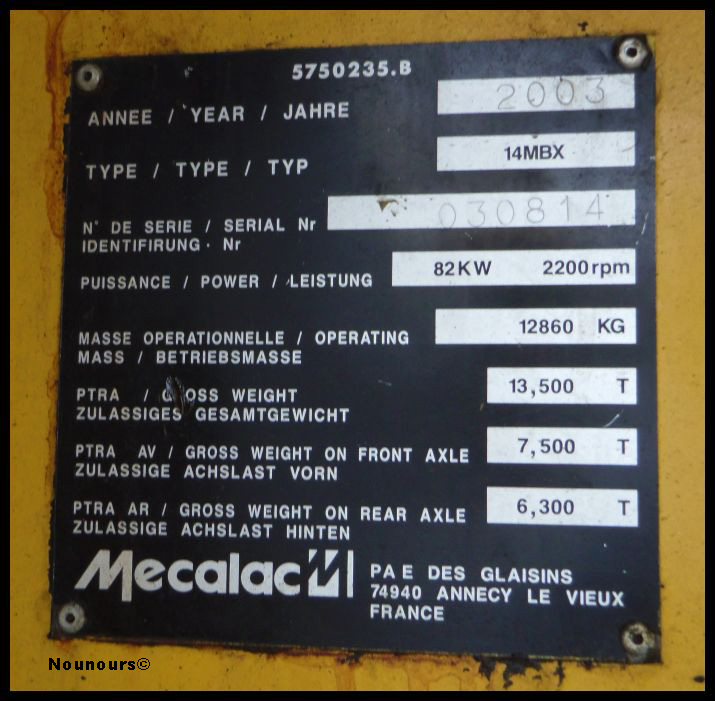 5750235.B
ANNEE / YEAR / JAHRE 2003
TYPE / TYPE / TYP 14MBX
N° DE SERIE / SERIAL Nr 030814
IDENTIFIRUNG · Nr
PUISSANCE / POWER / LEISTUNG 82KW 2200rpm
MASSE OPERATIONNELLE / OPERATING 12860 KG
MASS / BETRIEBSMASSE
PTRA / GROSS WEIGHT 13,500 T
ZULASSIGES GESAMTGEWICHT
PTRA AV / GROSS WEIGHT ON FRONT AXLE 7,500 T
ZULASSIGE ACHSLAST VORN
PTRA AR / GROSS WEIGHT ON REAR AXLE 6,300 T
ZULASSIGE ACHSLAST HINTEN
Mecalac
PAE DES GLAISINS
74940 ANNECY LE VIEUX
FRANCE
Nounours©